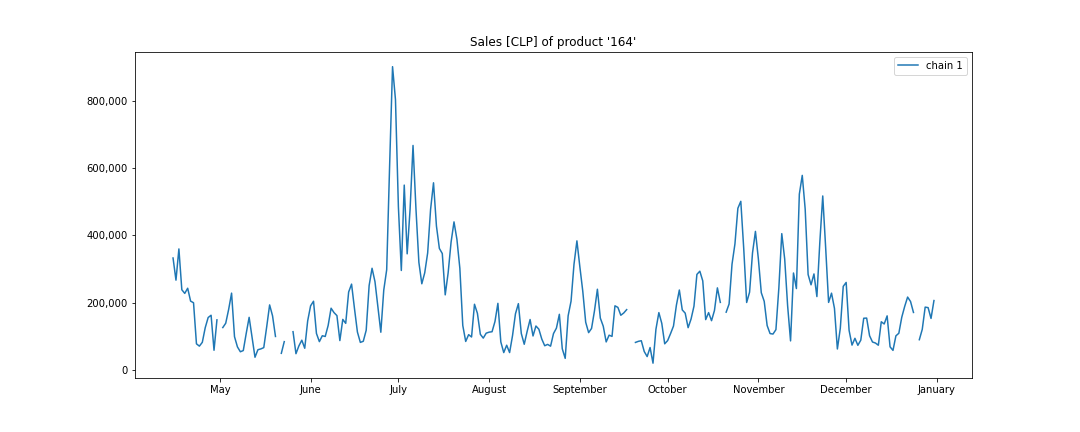 Sales [CLP] of product '164'
chain 1
800,000
600,000
400,000
200,000
0
May June July August September October November December January